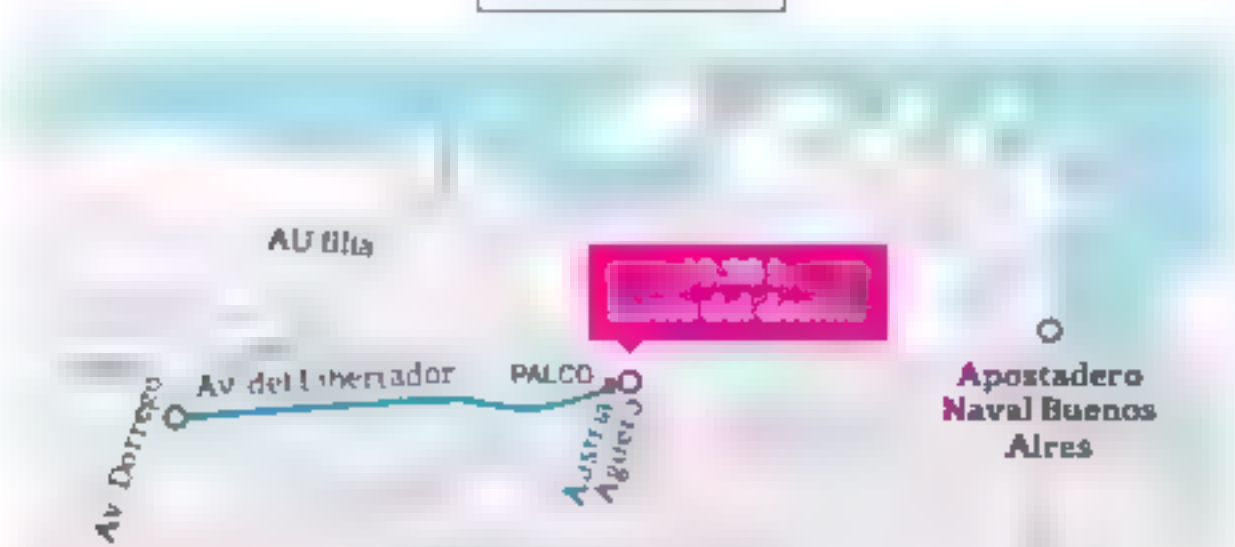 AU Illia
Av del Libertador
PALCO
Av Dorrego
Austria
Agüero
Apostadero
Naval Buenos
Aires